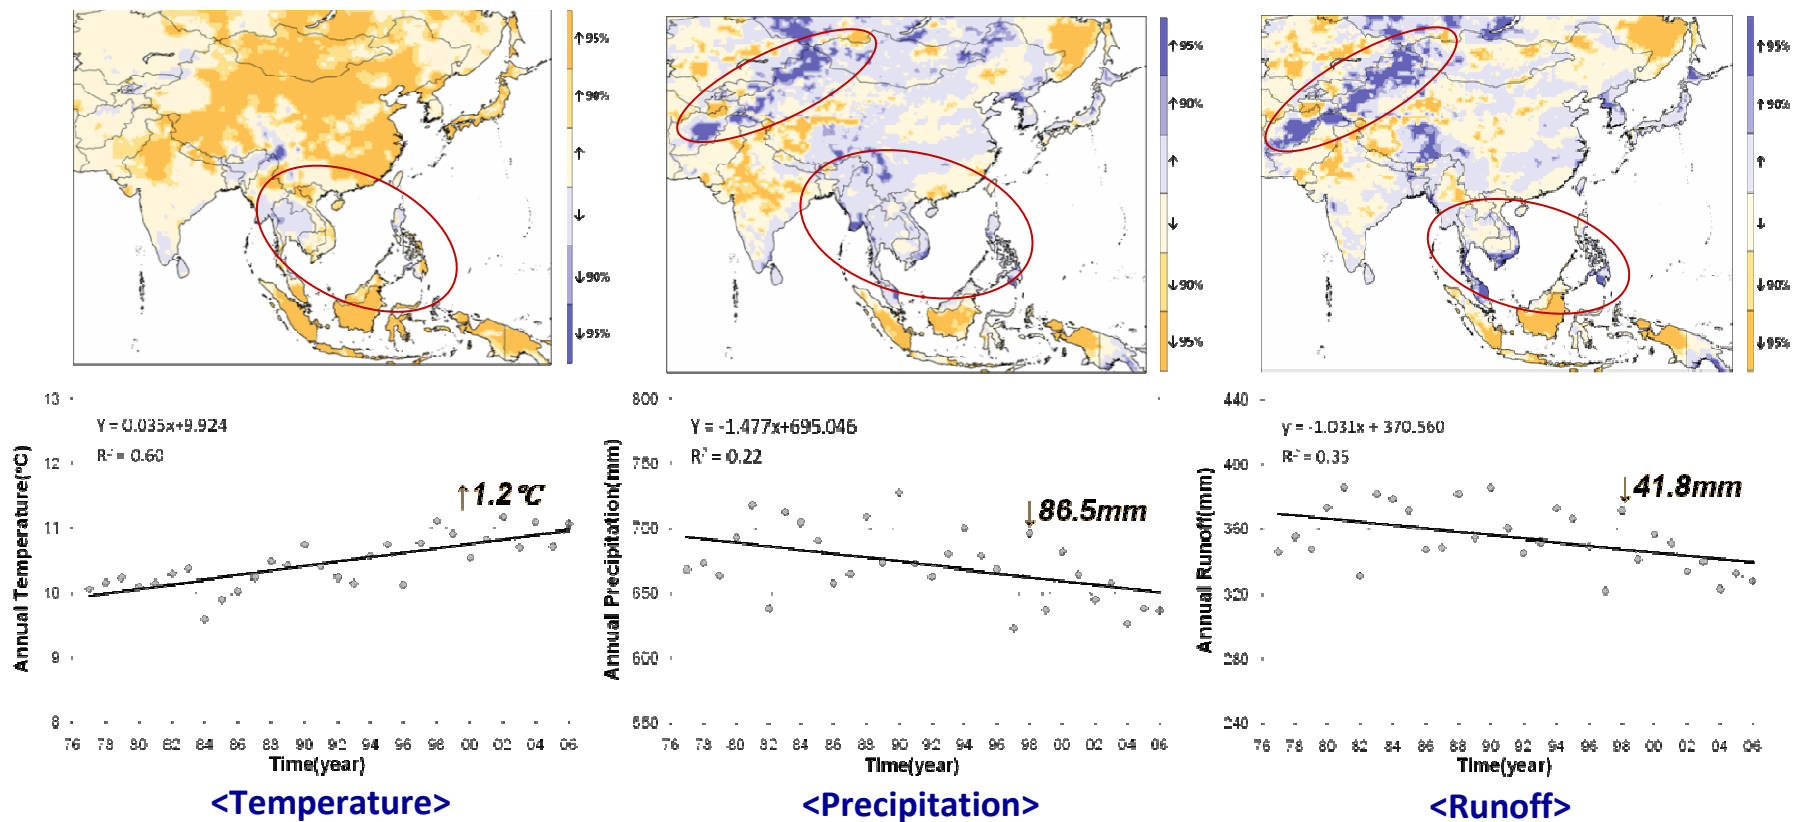 ↑95%
↑90%
↑
↓
↓90%
↓95%
↑95%
↑90%
↑
↓
↓90%
↓95%
↑95%
↑90%
↑
↓
↓90%
↓95%
13
12
11
10
9
8
Annual Temperature(℃)
Y = 0.035x+9.924
R² = 0.60
↑1.2℃
76 78 80 82 84 86 88 90 92 94 96 98 00 02 04 06
Time(year)
<Temperature>
800
750
700
650
600
550
Annual Precipitation(mm)
Y = -1.477x+695.046
R² = 0.22
↓86.5mm
76 78 80 82 84 86 88 90 92 94 96 98 00 02 04 06
Time(year)
<Precipitation>
440
400
360
320
280
240
Annual Runoff(mm)
y = -1.031x + 370.560
R² = 0.35
↓41.8mm
76 78 80 82 84 86 88 90 92 94 96 98 00 02 04 06
Time(year)
<Runoff>